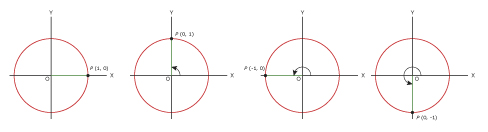 Y
P (1, 0)
O
X
Y
P (0, 1)
O
X
Y
P (-1, 0)
O
X
Y
O
X
P (0, -1)